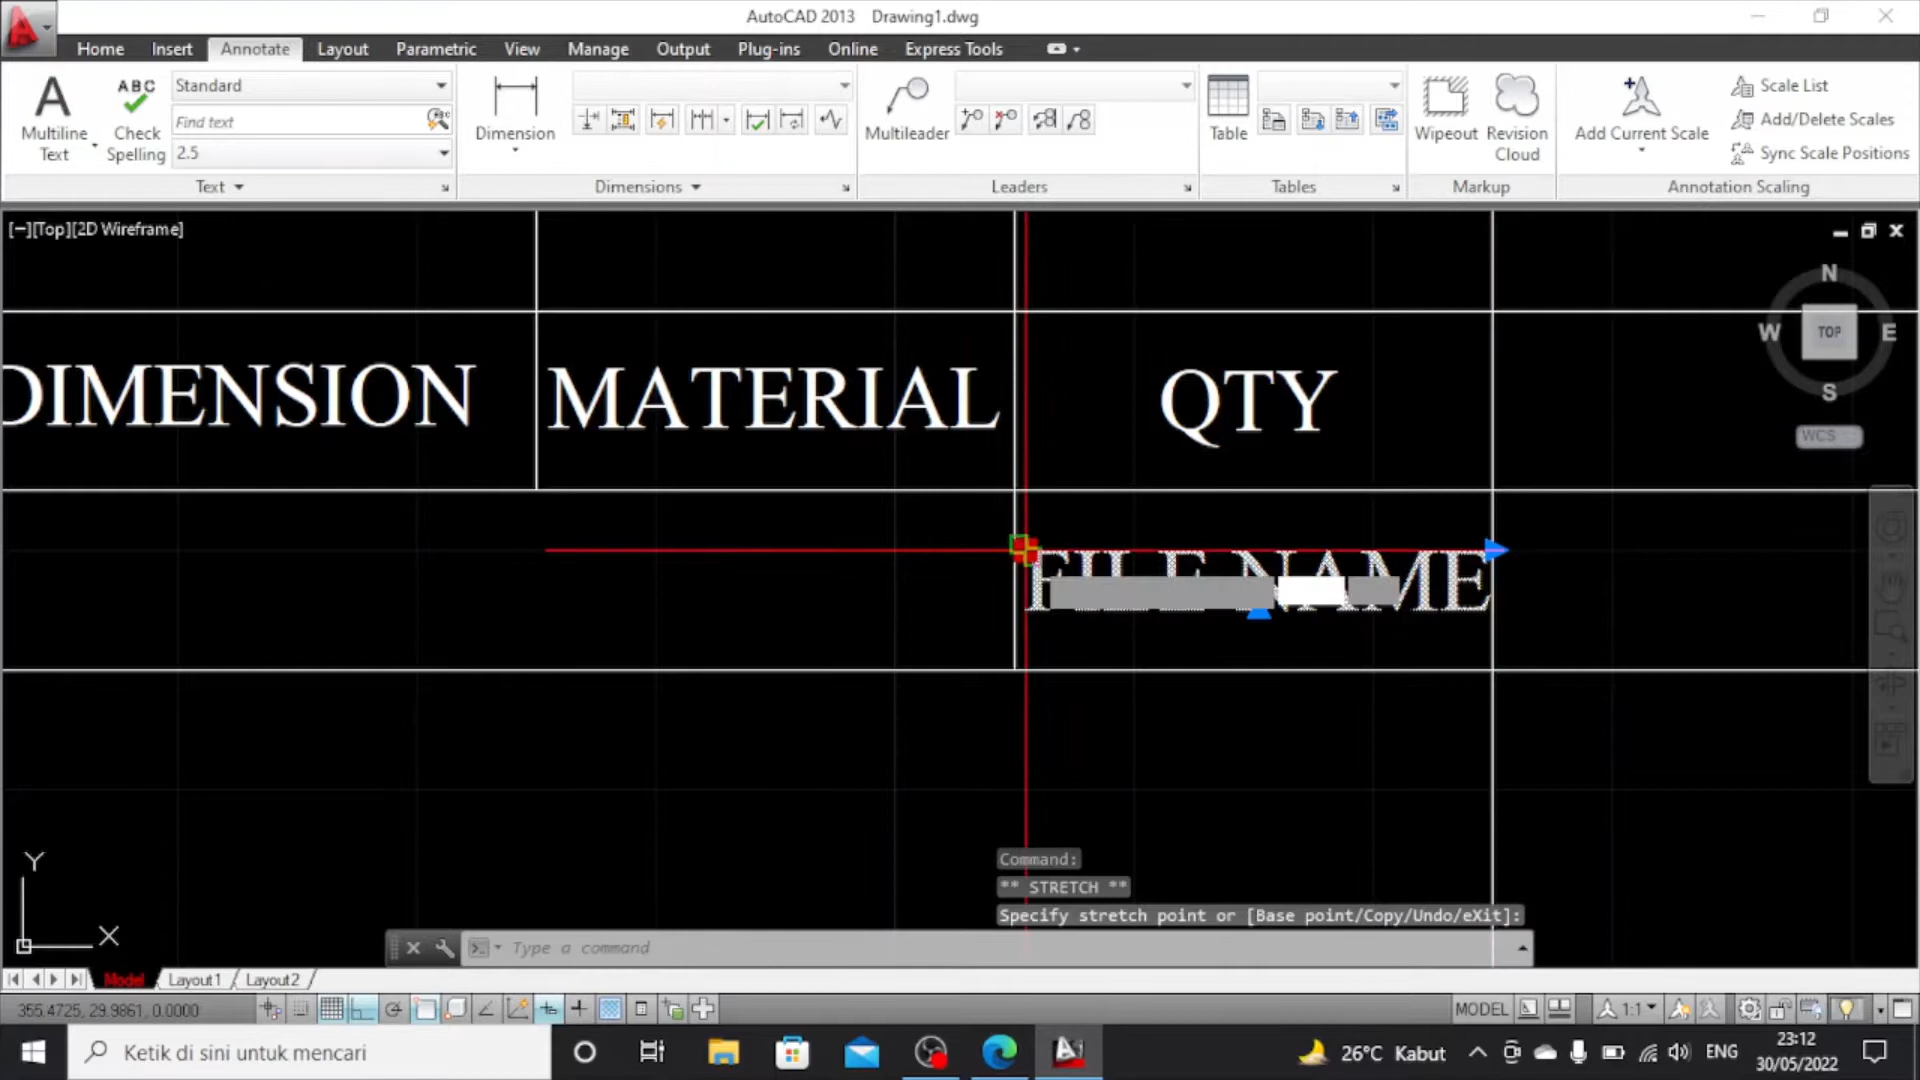 AutoCAD 2013 Drawing1.dwg
Home Insert Annotate Layout Parametric View Manage Output Plug-ins Online Express Tools
A
Multiline Text
ABC
Check Spelling
Standard
Find text
2.5
Text
Dimension
Dimensions
Multileader
Leaders
Table
Tables
Wipeout
Revision Cloud
Markup
Add Current Scale
Scale List
Add/Delete Scales
Sync Scale Positions
Annotation Scaling
[−][Top][2D Wireframe]
N
W TOP E
S
WCS
DIMENSION MATERIAL QTY
FILE NAME
Y
X
Command:
** STRETCH **
Specify stretch point or [Base point/Copy/Undo/eXit]:
Type a command
Model Layout1 Layout2
355.4725, 29.9861, 0.0000
MODEL
1:1
Ketik di sini untuk mencari
26°C Kabut
ENG
23:12
30/05/2022